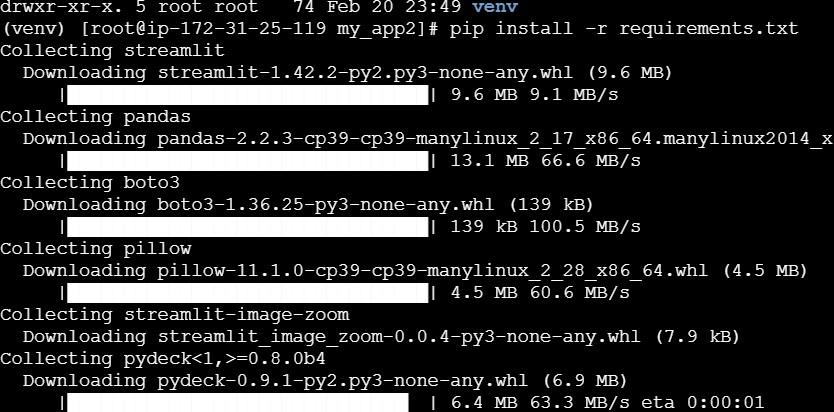 drwxr-xr-x. 5 root root   74 Feb 20 23:49 venv
(venv) [root@ip-172-31-25-119 my_app2]# pip install -r requirements.txt
Collecting streamlit
  Downloading streamlit-1.42.2-py2.py3-none-any.whl (9.6 MB)
     |████████████████████████████████| 9.6 MB 9.1 MB/s
Collecting pandas
  Downloading pandas-2.2.3-cp39-cp39-manylinux_2_17_x86_64.manylinux2014_x
     |████████████████████████████████| 13.1 MB 66.6 MB/s
Collecting boto3
  Downloading boto3-1.36.25-py3-none-any.whl (139 kB)
     |████████████████████████████████| 139 kB 100.5 MB/s
Collecting pillow
  Downloading pillow-11.1.0-cp39-cp39-manylinux_2_28_x86_64.whl (4.5 MB)
     |████████████████████████████████| 4.5 MB 60.6 MB/s
Collecting streamlit-image-zoom
  Downloading streamlit_image_zoom-0.0.4-py3-none-any.whl (7.9 kB)
Collecting pydeck<1,>=0.8.0b4
  Downloading pydeck-0.9.1-py2.py3-none-any.whl (6.9 MB)
     |██████████████████████████████  | 6.4 MB 63.3 MB/s eta 0:00:01